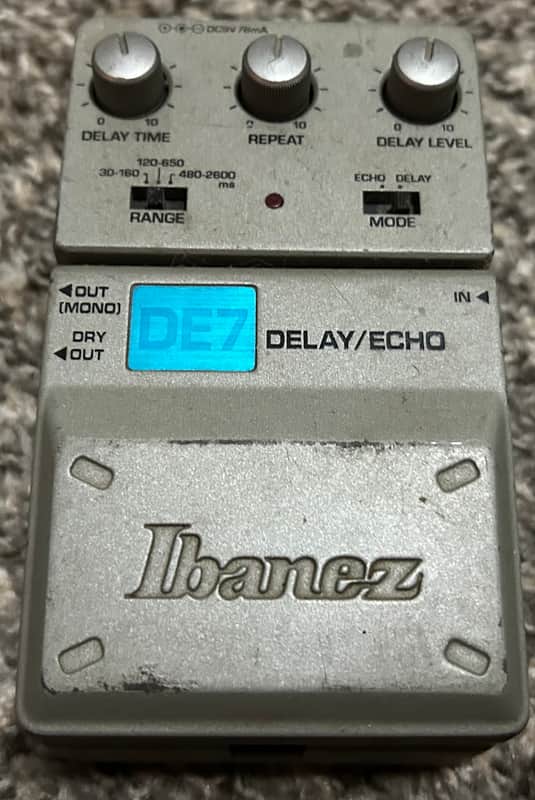 DC9V 78mA
0 10 0 10 0 10
DELAY TIME REPEAT DELAY LEVEL
30-160 120-650 480-2600 ms
RANGE
ECHO DELAY
MODE
OUT
(MONO)
DRY
OUT
DE7 DELAY/ECHO
IN
Ibanez